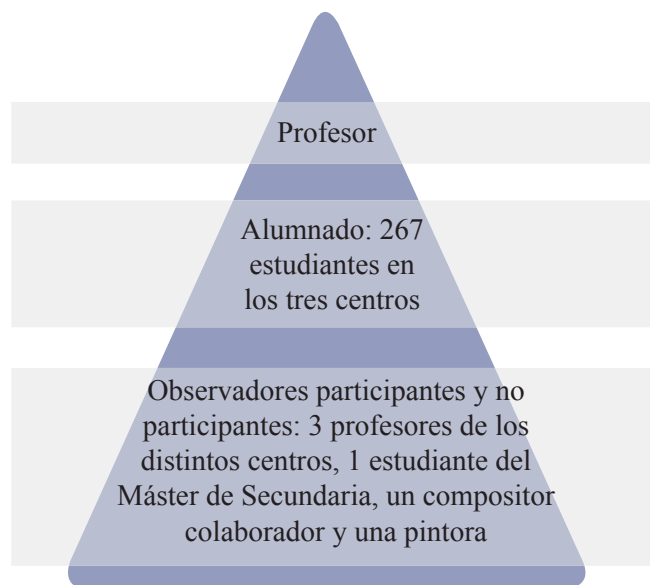 Profesor
Alumnado: 267
estudiantes en
los tres centros
Observadores participantes y no
participantes: 3 profesores de los
distintos centros, 1 estudiante del
Máster de Secundaria, un compositor
colaborador y una pintora